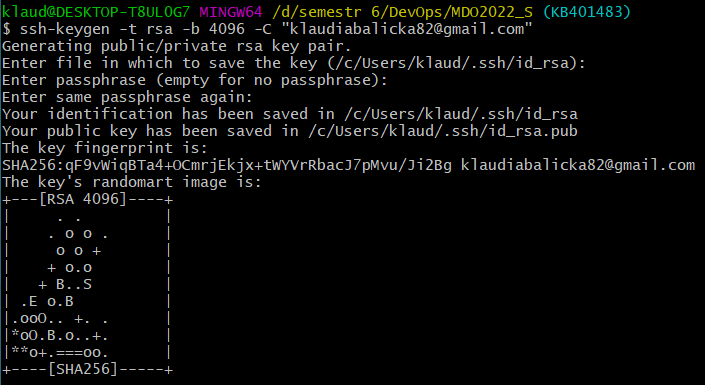 klaud@DESKTOP-T8UL0G7 MINGW64 /d/semestr 6/DevOps/MDO2022_S (KB401483)
$ ssh-keygen -t rsa -b 4096 -C "klaudiabalicka82@gmail.com"
Generating public/private rsa key pair.
Enter file in which to save the key (/c/Users/klaud/.ssh/id_rsa):
Enter passphrase (empty for no passphrase):
Enter same passphrase again:
Your identification has been saved in /c/Users/klaud/.ssh/id_rsa
Your public key has been saved in /c/Users/klaud/.ssh/id_rsa.pub
The key fingerprint is:
SHA256:qF9vWiqBTa4+OCmrjEkjx+tWYVrRbacJ7pMvu/Ji2Bg klaudiabalicka82@gmail.com
The key's randomart image is:
+---[RSA 4096]----+
|      . .        |
|     . o o .     |
|      o o +      |
|     + o.o       |
|    + B..S       |
|  .E o.B         |
|.ooO.. +. .      |
|*oO.B.o..+.      |
|**o+.===oo.      |
+----[SHA256]-----+